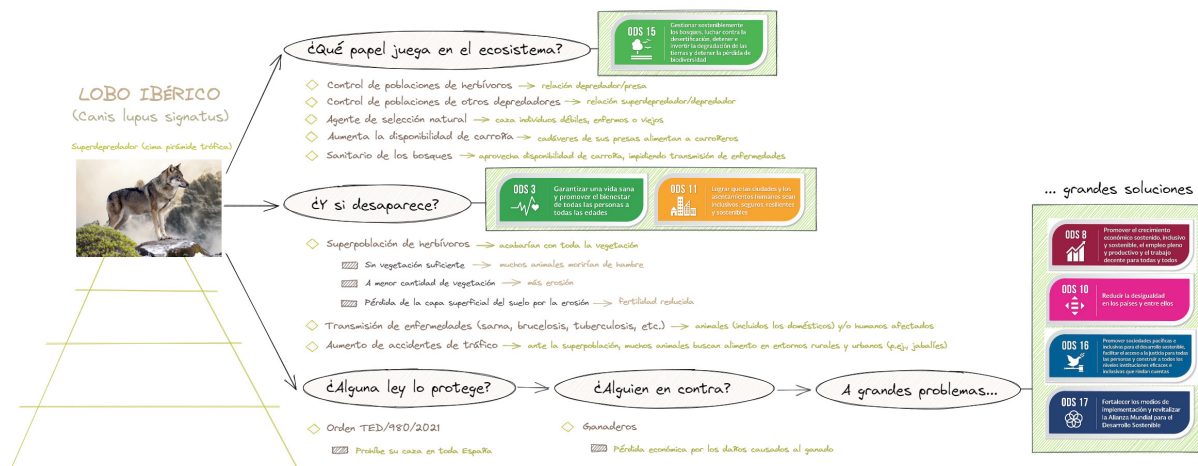 LOBO IBÉRICO
(Canis lupus signatus)
Superdepredador (cima pirámide trófica)
¿Qué papel juega en el ecosistema?
ODS 15
Gestionar sosteniblemente
los bosques, luchar contra la
desertificación, detener e
invertir la degradación de las
tierras y detener la pérdida de
biodiversidad
Control de poblaciones de herbívoros → relación depredador/presa
Control de poblaciones de otros depredadores → relación superdepredador/depredador
Agente de selección natural → caza individuos débiles, enfermos o viejos
Aumenta la disponibilidad de carroña → cadáveres de sus presas alimentan a carroñeros
Sanitario de los bosques → aprovecha disponibilidad de carroña, impidiendo transmisión de enfermedades
¿Y si desaparece?
ODS 3
Garantizar una vida sana
y promover el bienestar
de todas las personas a
todas las edades
ODS 11
Lograr que las ciudades y los
asentamientos humanos sean
inclusivos, seguros, resilientes
y sostenibles
Superpoblación de herbívoros → acabarían con toda la vegetación
Sin vegetación suficiente → muchos animales morirían de hambre
A menor cantidad de vegetación → más erosión
Pérdida de la capa superficial del suelo por la erosión → fertilidad reducida
Transmisión de enfermedades (sarna, brucelosis, tuberculosis, etc.) → animales (incluidos los domésticos) y/o humanos afectados
Aumento de accidentes de tráfico → ante la superpoblación, muchos animales buscan alimento en entornos rurales y urbanos (p.ej., jabalíes)
¿Alguna ley lo protege?
Orden TED/980/2021
Prohíbe su caza en toda España
¿Alguien en contra?
Ganaderos
Pérdida económica por los daños causados al ganado
A grandes problemas...
... grandes soluciones
ODS 8
Promover el crecimiento
económico sostenido, inclusivo
y sostenible, el empleo pleno
y productivo y el trabajo
decente para todas y todos
ODS 10
Reducir la desigualdad
en los países y entre ellos
ODS 16
Promover sociedades pacíficas e
inclusivas para el desarrollo sostenible,
facilitar el acceso a la justicia para todas
las personas y construir a todos los
niveles instituciones eficaces e
inclusivas que rindan cuentas
ODS 17
Fortalecer los medios de
implementación y revitalizar
la Alianza Mundial para el
Desarrollo Sostenible